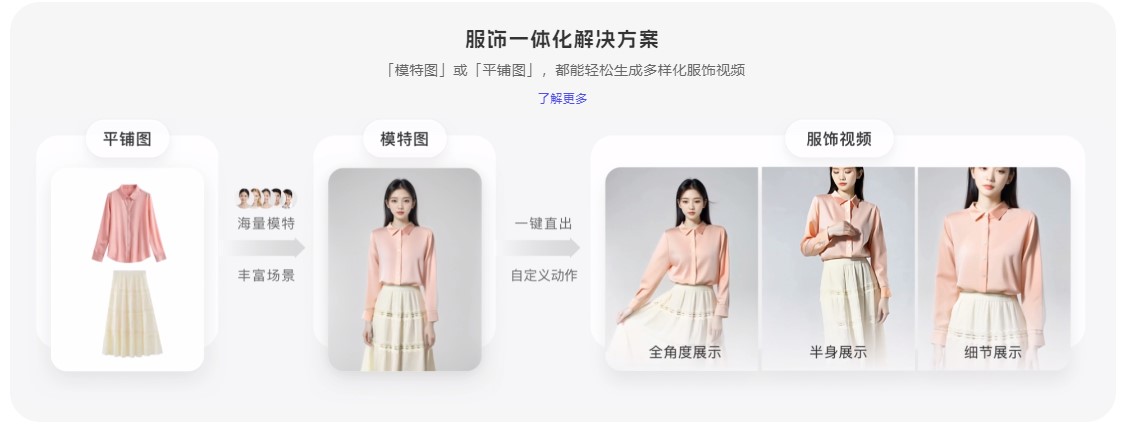 服饰一体化解决方案
「模特图」或「平铺图」，都能轻松生成多样化服饰视频
了解更多
平铺图
海量模特
丰富场景
模特图
一键直出
自定义动作
服饰视频
全角度展示
半身展示
细节展示